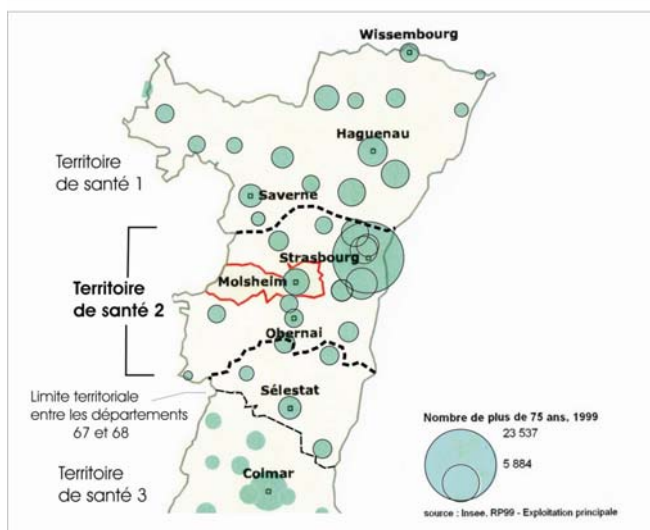 Wissembourg
Haguenau
Territoire
de santé 1
Saverne
Strasbourg
Molsheim
Territoire
de santé 2
Obernai
Limite territoriale
entre les départements
67 et 68
Sélestat
Nombre de plus de 75 ans, 1999
23 537
5 884
source : Insee, RP99 - Exploitation principale
Territoire
de santé 3
Colmar